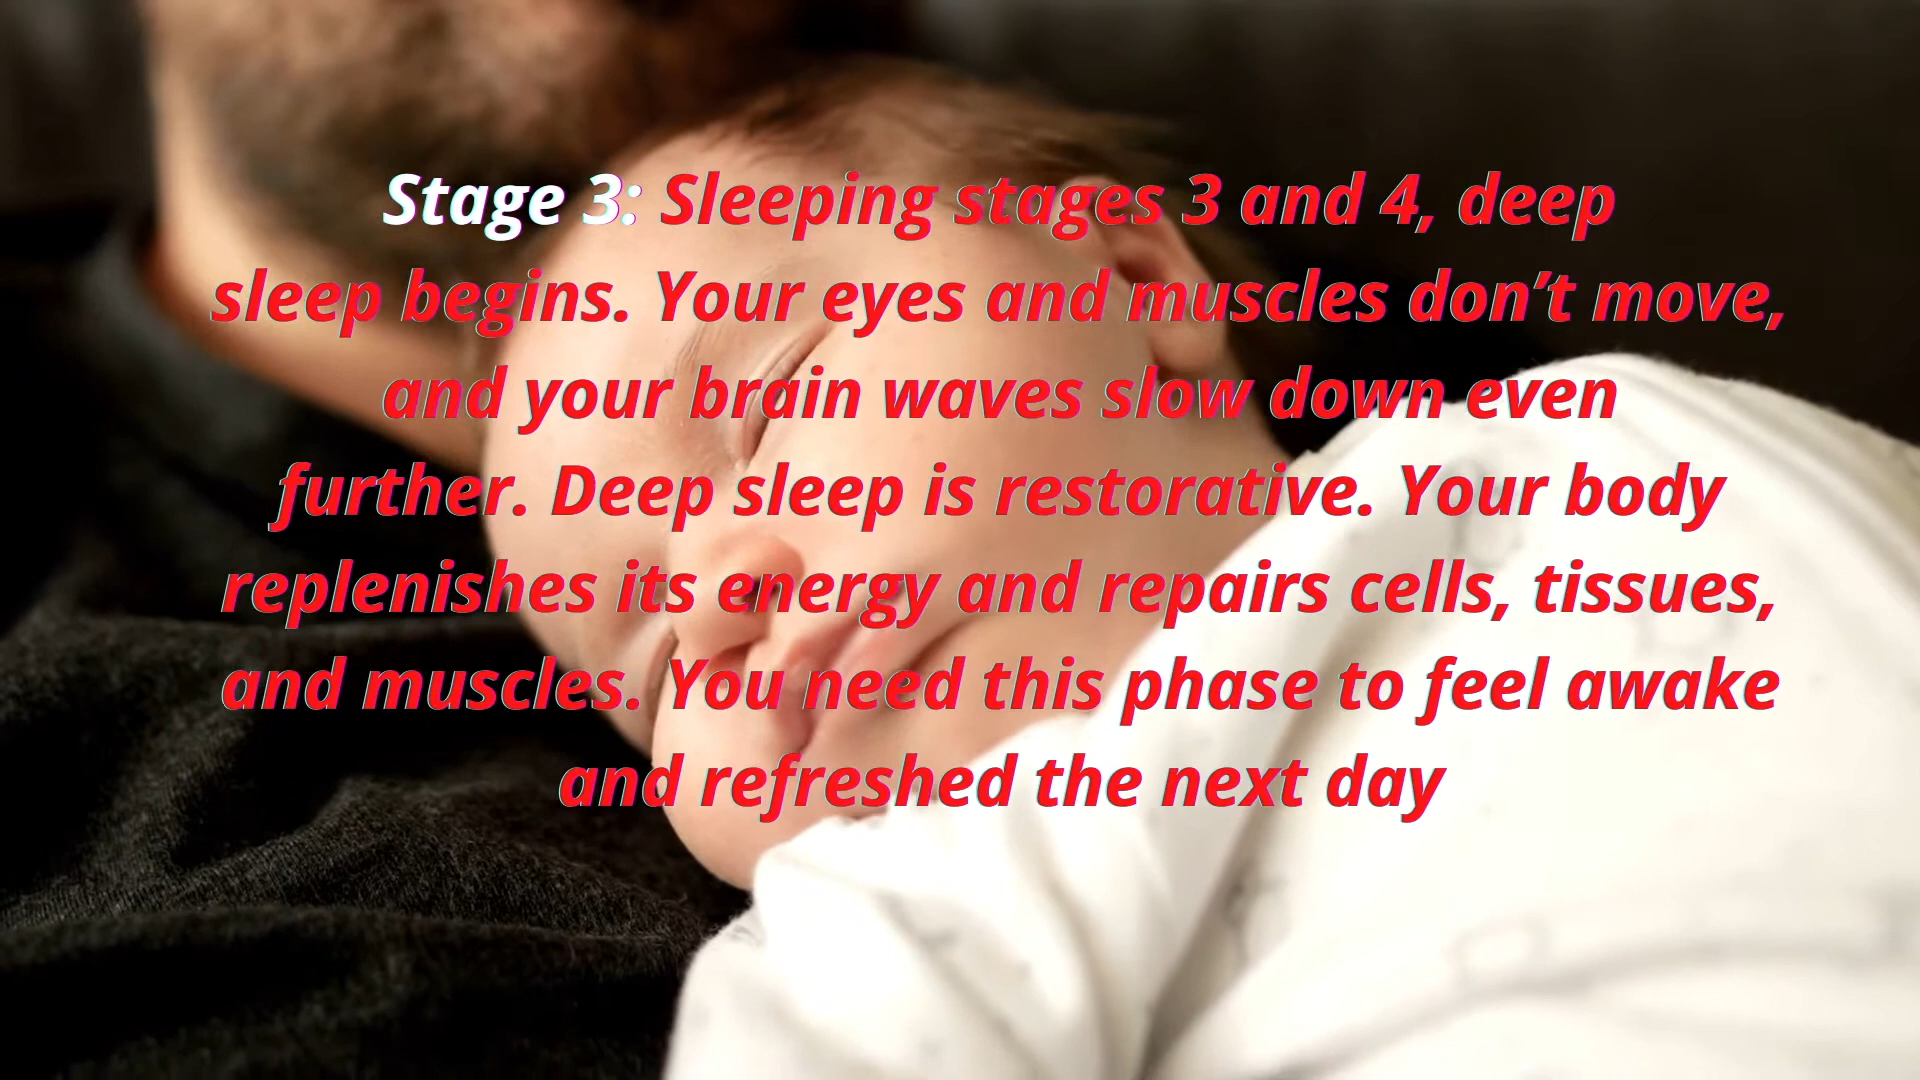 Stage 3: Sleeping stages 3 and 4, deep
sleep begins. Your eyes and muscles don’t move,
and your brain waves slow down even
further. Deep sleep is restorative. Your body
replenishes its energy and repairs cells, tissues,
and muscles. You need this phase to feel awake
and refreshed the next day